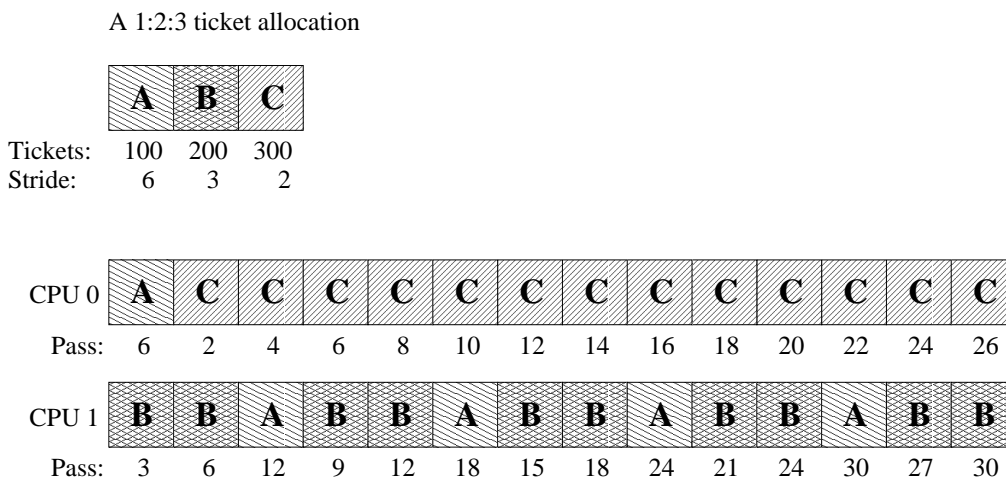 A 1:2:3 ticket allocation
A B C
Tickets: 100 200 300
Stride: 6 3 2
CPU 0 A C C C C C C C C C C C C C
Pass: 6 2 4 6 8 10 12 14 16 18 20 22 24 26
CPU 1 B B A B B A B B A B B A B B
Pass: 3 6 12 9 12 18 15 18 24 21 24 30 27 30